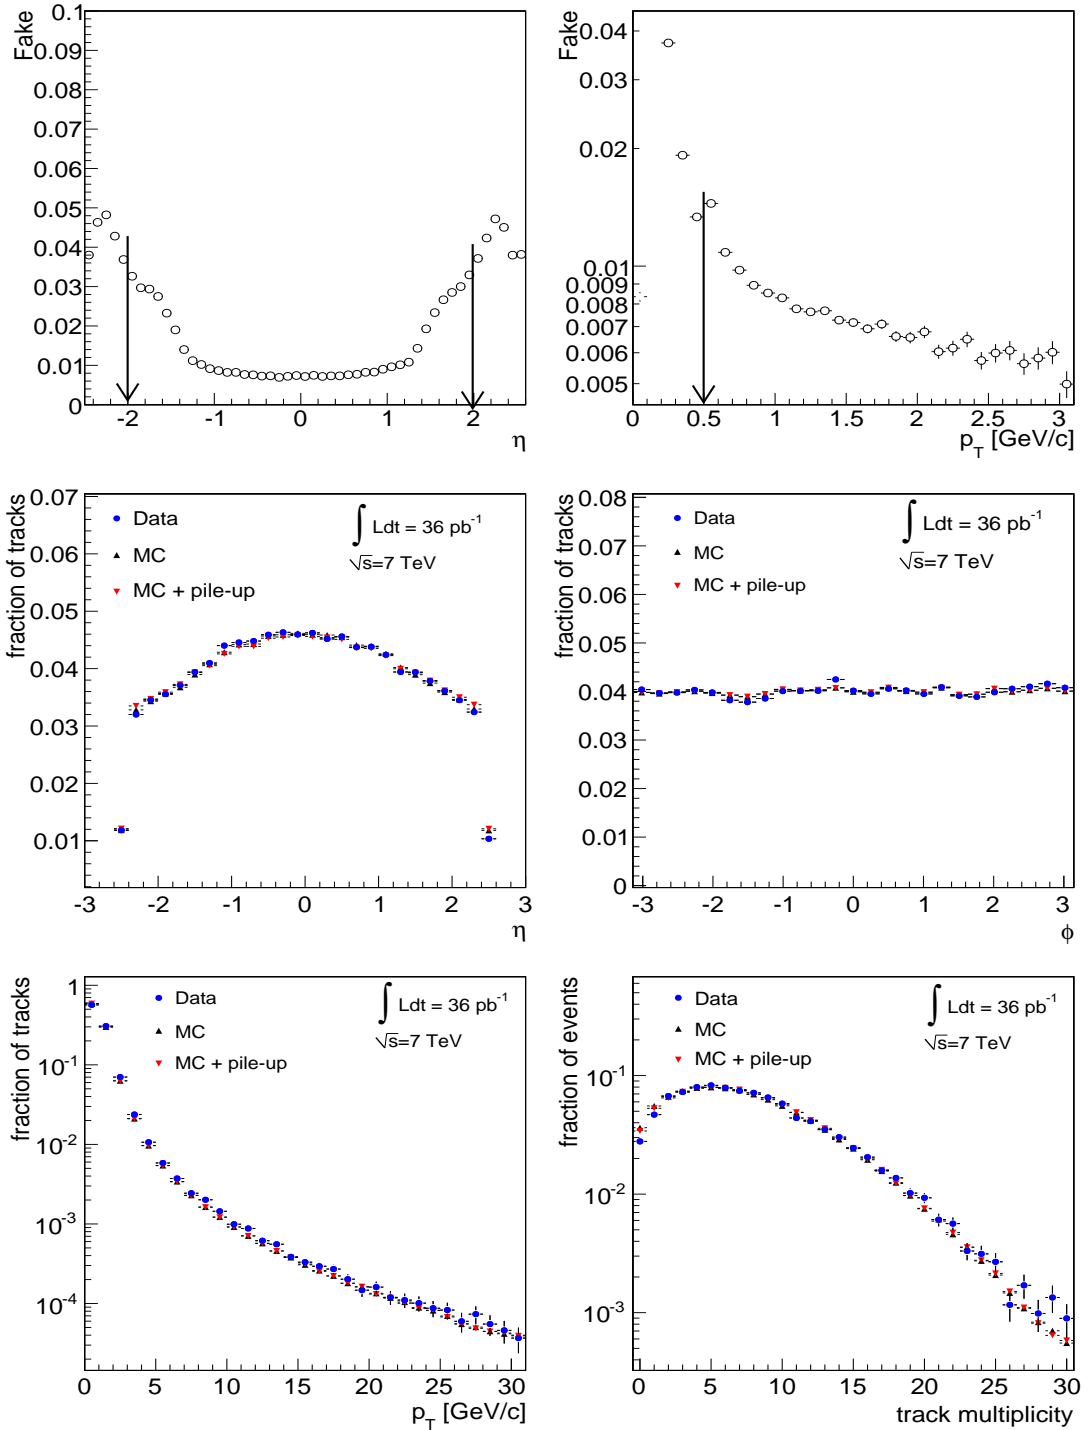 Fake
0.1
0.09
0.08
0.07
0.06
0.05
0.04
0.03
0.02
0.01
0
-2 -1 0 1 2
η
Fake
0.04
0.03
0.02
0.01
0.009
0.008
0.007
0.006
0.005
0 0.5 1 1.5 2 2.5 3
p_T [GeV/c]
fraction of tracks
0.07
0.06
0.05
0.04
0.03
0.02
0.01
Data
MC
MC + pile-up
∫ Ldt = 36 pb⁻¹
√s=7 TeV
-3 -2 -1 0 1 2 3
η
fraction of tracks
0.08
0.07
0.06
0.05
0.04
0.03
0.02
0.01
0
Data
MC
MC + pile-up
∫ Ldt = 36 pb⁻¹
√s=7 TeV
-3 -2 -1 0 1 2 3
ϕ
fraction of tracks
1
10⁻¹
10⁻²
10⁻³
10⁻⁴
Data
MC
MC + pile-up
∫ Ldt = 36 pb⁻¹
√s=7 TeV
0 5 10 15 20 25 30
p_T [GeV/c]
fraction of events
10⁻¹
10⁻²
10⁻³
Data
MC
MC + pile-up
∫ Ldt = 36 pb⁻¹
√s=7 TeV
0 5 10 15 20 25 30
track multiplicity